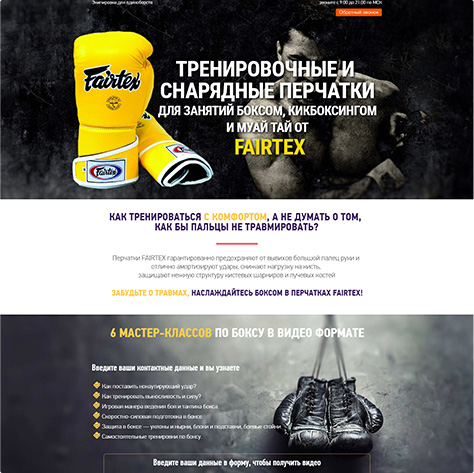 Экипировка для единоборств
звоните с 9:00 до 21:00 по МСК
Обратный звонок
Fairtex
Fairtex
Fairtex
ТРЕНИРОВОЧНЫЕ И
СНАРЯДНЫЕ ПЕРЧАТКИ
ДЛЯ ЗАНЯТИЙ БОКСОМ, КИКБОКСИНГОМ
И МУАЙ ТАЙ ОТ
FAIRTEX
КАК ТРЕНИРОВАТЬСЯ С КОМФОРТОМ, А НЕ ДУМАТЬ О ТОМ,
КАК БЫ ПАЛЬЦЫ НЕ ТРАВМИРОВАТЬ?
Перчатки FAIRTEX гарантированно предохраняют от вывихов большой палец руки и
отлично амортизируют удары, снижают нагрузку на кисть,
защищают нежную структуру кистевых шарниров и лучевых костей
ЗАБУДЬТЕ О ТРАВМАХ, НАСЛАЖДАЙТЕСЬ БОКСОМ В ПЕРЧАТКАХ FAIRTEX!
6 МАСТЕР-КЛАССОВ ПО БОКСУ В ВИДЕО ФОРМАТЕ
Введите ваши контактные данные и вы узнаете
Как поставить нокаутирующий удар?
Как тренировать выносливость и силу?
Игровая манера ведения боя и тактика бокса
Скоростно-силовая подготовка в боксе
Защита в боксе — уклоны и нырки, блоки и подставки, боевые стойки
Самостоятельные тренировки по боксу
Введите ваши данные в форму, чтобы получить видео